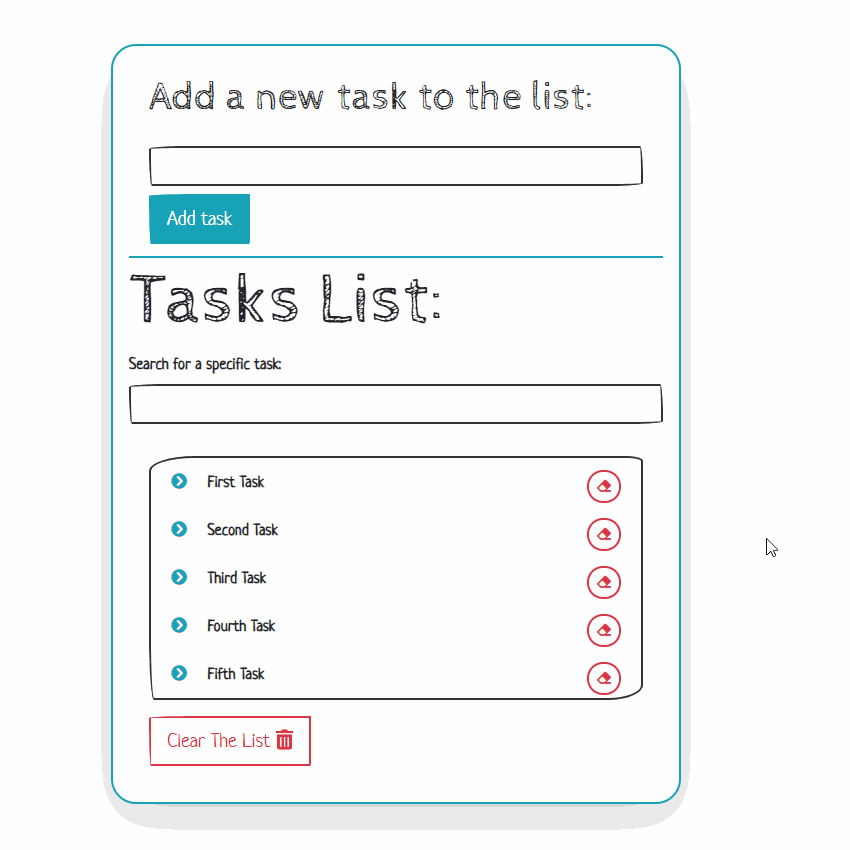 Add a new task to the list:
Add task
Tasks List:
Search for a specific task:
First Task
Second Task
Third Task
Fourth Task
Fifth Task
Clear The List